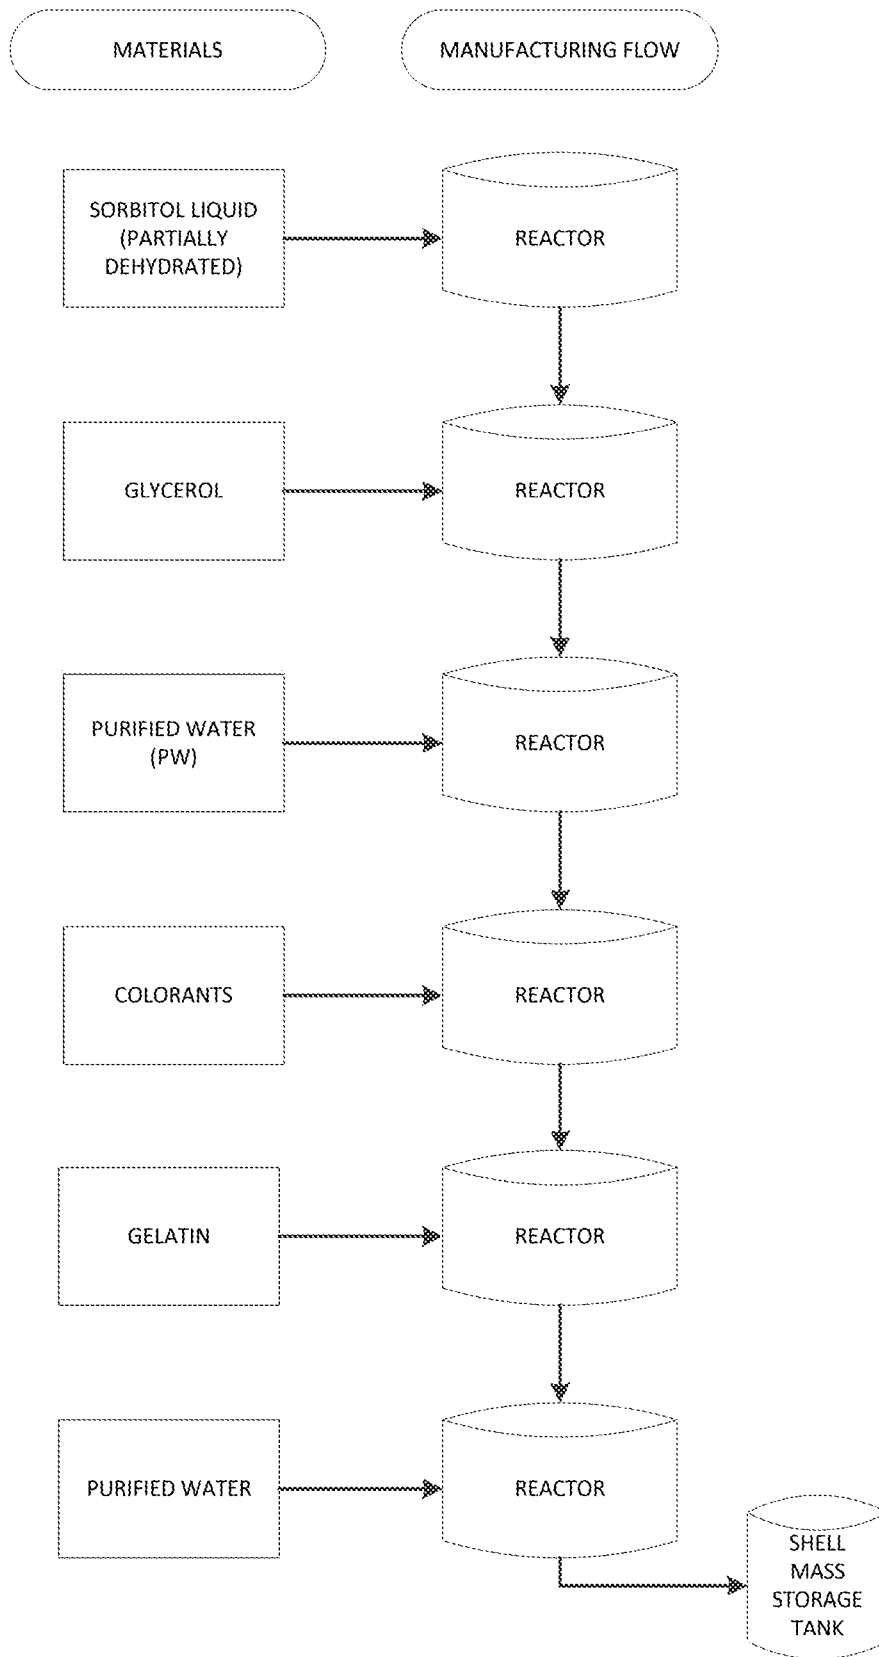 MATERIALS
MANUFACTURING FLOW
SORBITOL LIQUID
(PARTIALLY
DEHYDRATED)
REACTOR
GLYCEROL
REACTOR
PURIFIED WATER
(PW)
REACTOR
COLORANTS
REACTOR
GELATIN
REACTOR
PURIFIED WATER
REACTOR
SHELL
MASS
STORAGE
TANK